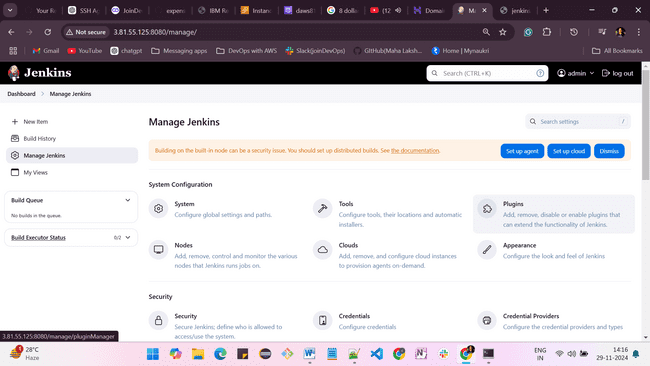 Your Re
SSH Ag
JoinDev
expens
IBM Re
Instanc
daws8
8 dollar
(12
Domai
Ma
jenkin
Not secure
3.81.55.125:8080/manage/
Gmail
YouTube
chatgpt
Messaging apps
DevOps with AWS
Slack(JoinDevOps)
GitHub(Maha Laksh...
Home | Mynaukri
All Bookmarks
Jenkins
Search (CTRL+K)
?
admin
log out
Dashboard > Manage Jenkins
New Item
Build History
Manage Jenkins
My Views
Build Queue
No builds in the queue.
Build Executor Status
0/2
Manage Jenkins
Search settings
/
Building on the built-in node can be a security issue. You should set up distributed builds. See the documentation.
Set up agent
Set up cloud
Dismiss
System Configuration
System
Configure global settings and paths.
Tools
Configure tools, their locations and automatic
installers.
Plugins
Add, remove, disable or enable plugins that
can extend the functionality of Jenkins.
Nodes
Add, remove, control and monitor the various
nodes that Jenkins runs jobs on.
Clouds
Add, remove, and configure cloud instances
to provision agents on-demand.
Appearance
Configure the look and feel of Jenkins
Security
Security
Secure Jenkins; define who is allowed to
access/use the system.
Credentials
Configure credentials
Credential Providers
Configure the credential providers and types
3.81.55.125:8080/manage/pluginManager
28°C
Haze
ENG
IN
14:16
29-11-2024